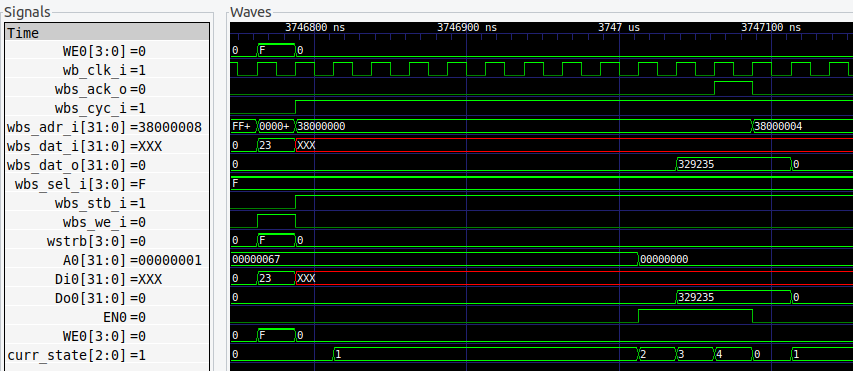 Signals
Waves
Time
3746800 ns 3746900 ns 3747 us 3747100 ns
WE0[3:0]=0 0 F 0
wb_clk_i=1
wbs_ack_o=0
wbs_cyc_i=1
wbs_adr_i[31:0]=38000008 FF+ 0000+ 38000000 38000004
wbs_dat_i[31:0]=XXX 0 23 XXX
wbs_dat_o[31:0]=0 0 329235 0
wbs_sel_i[3:0]=F F
wbs_stb_i=1
wbs_we_i=0
wstrb[3:0]=0 0 F 0
A0[31:0]=00000001 00000067 00000000
Di0[31:0]=XXX 0 23 XXX
Do0[31:0]=0 0 329235 0
EN0=0
WE0[3:0]=0 0 F 0
curr_state[2:0]=1 0 1 2 3 4 0 1